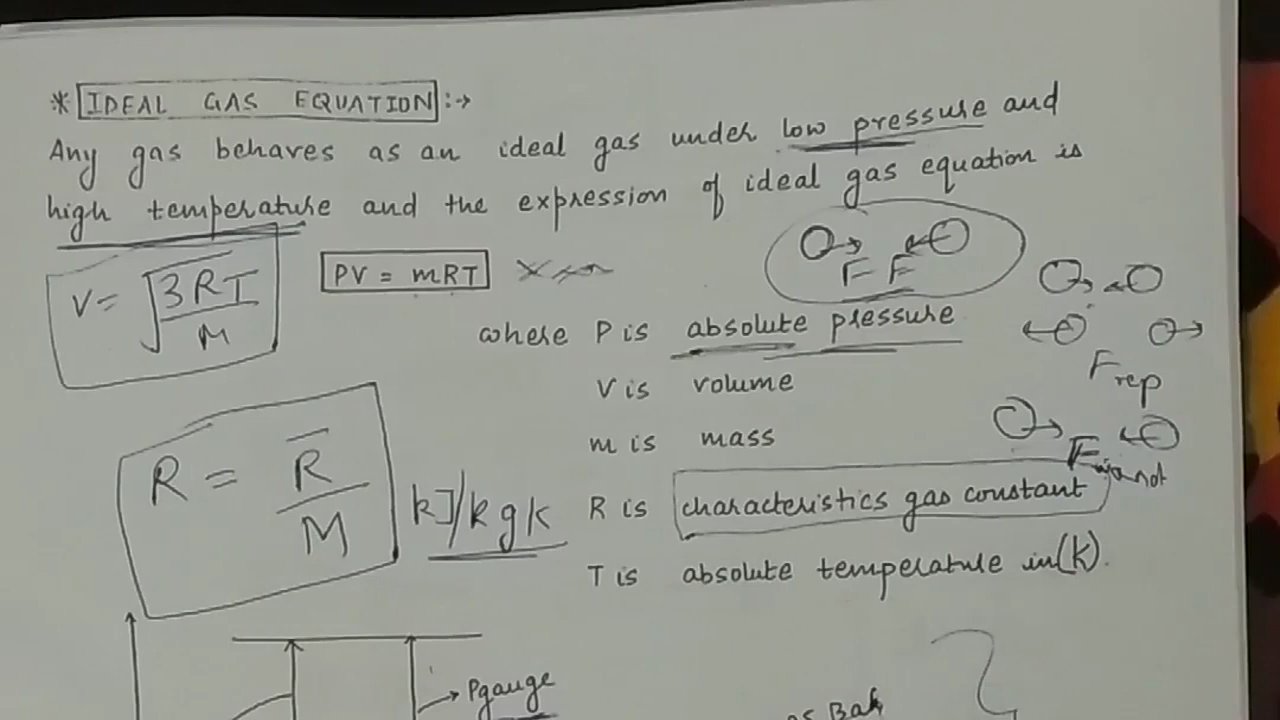 * IDEAL GAS EQUATION :→
Any gas behaves as an ideal gas under low pressure and
high temperature and the expression of ideal gas equation is
V = √3RT/M
PV = mRT
F F
where P is absolute pressure
V is volume
Frep
m is mass
R = R̅/M
kJ/kgk
R is characteristics gas constant
T is absolute temperature in(k).
Pgauge